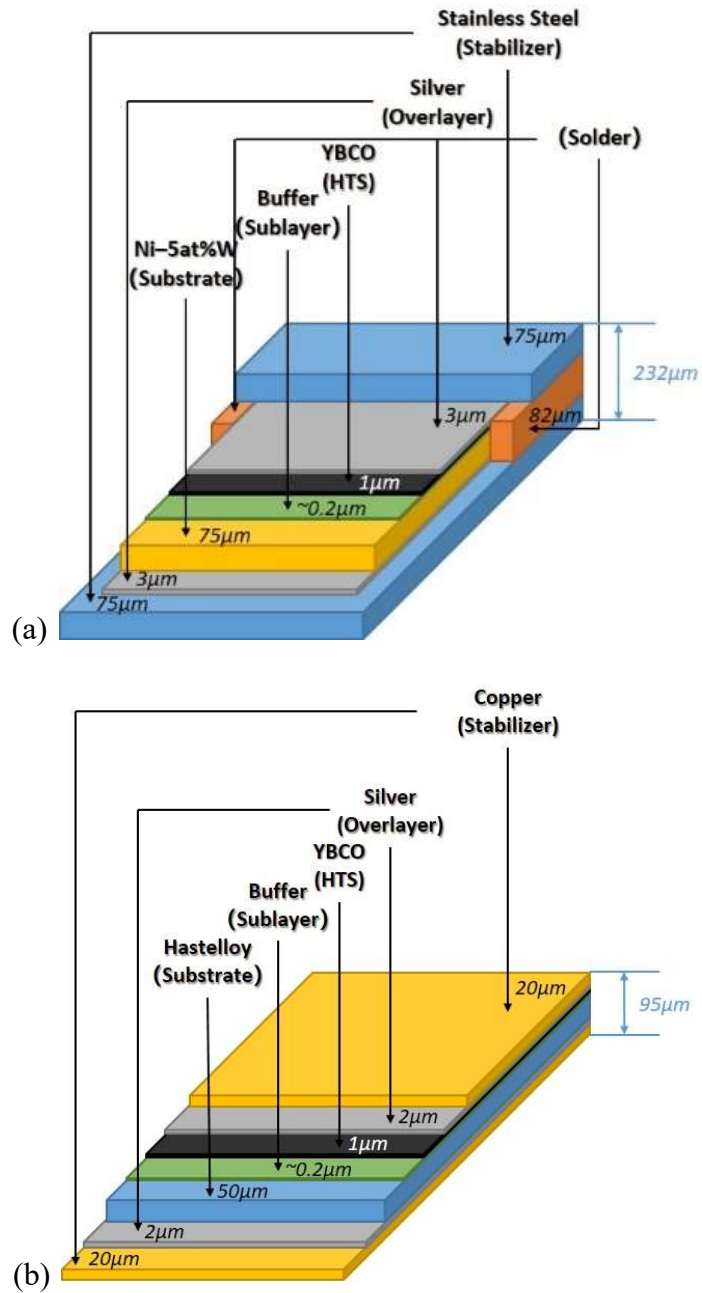 Stainless Steel
(Stabilizer)
Silver
(Overlayer)
(Solder)
YBCO
(HTS)
Buffer
(Sublayer)
Ni–5at%W
(Substrate)
75µm
232µm
3µm
82µm
1µm
~0.2µm
75µm
3µm
75µm
(a)
Copper
(Stabilizer)
Silver
(Overlayer)
YBCO
(HTS)
Buffer
(Sublayer)
Hastelloy
(Substrate)
20µm
95µm
2µm
1µm
~0.2µm
50µm
2µm
20µm
(b)